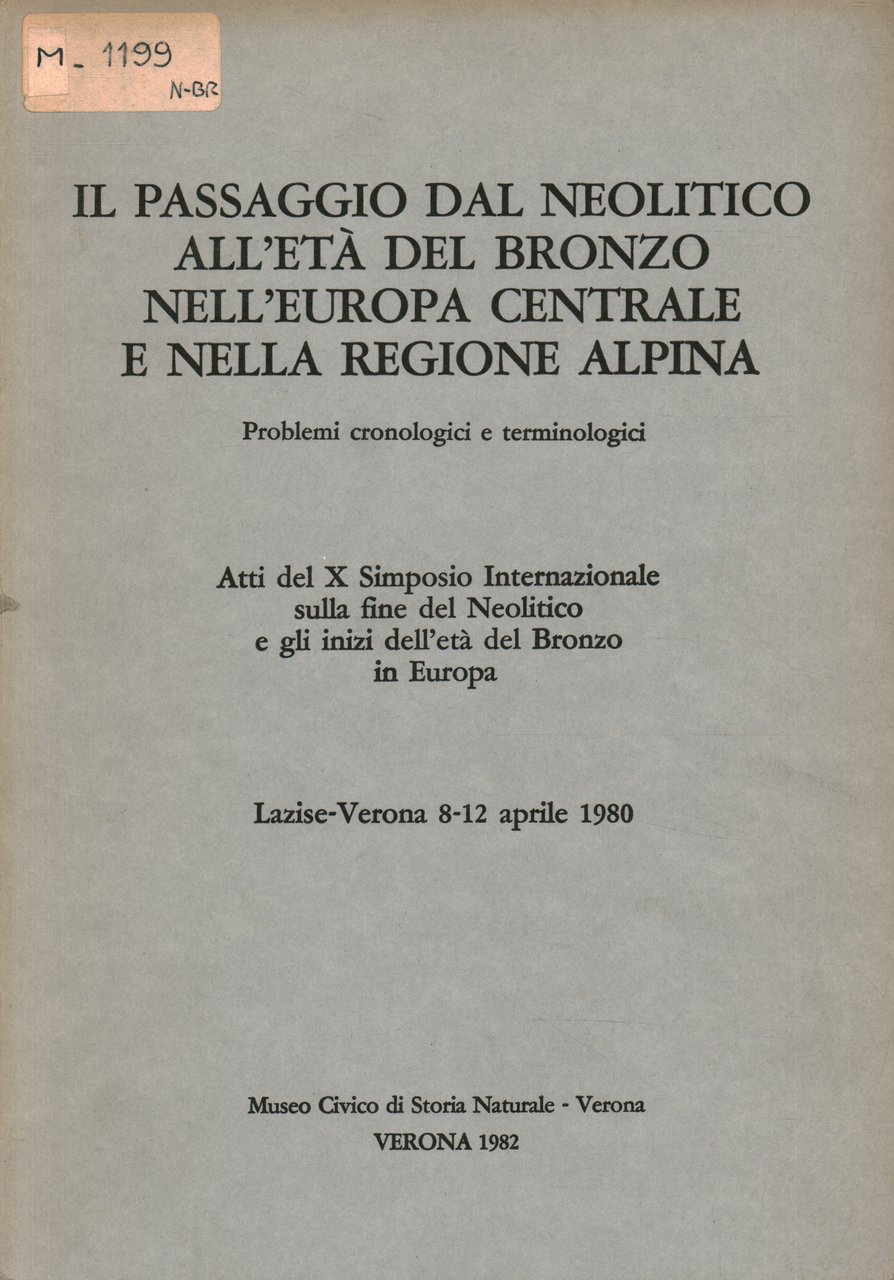 M - 1199
N-BR
IL PASSAGGIO DAL NEOLITICO
ALL'ETÀ DEL BRONZO
NELL'EUROPA CENTRALE
E NELLA REGIONE ALPINA
Problemi cronologici e terminologici
Atti del X Simposio Internazionale
sulla fine del Neolitico
e gli inizi dell'età del Bronzo
in Europa
Lazise-Verona 8-12 aprile 1980
Museo Civico di Storia Naturale - Verona
VERONA 1982